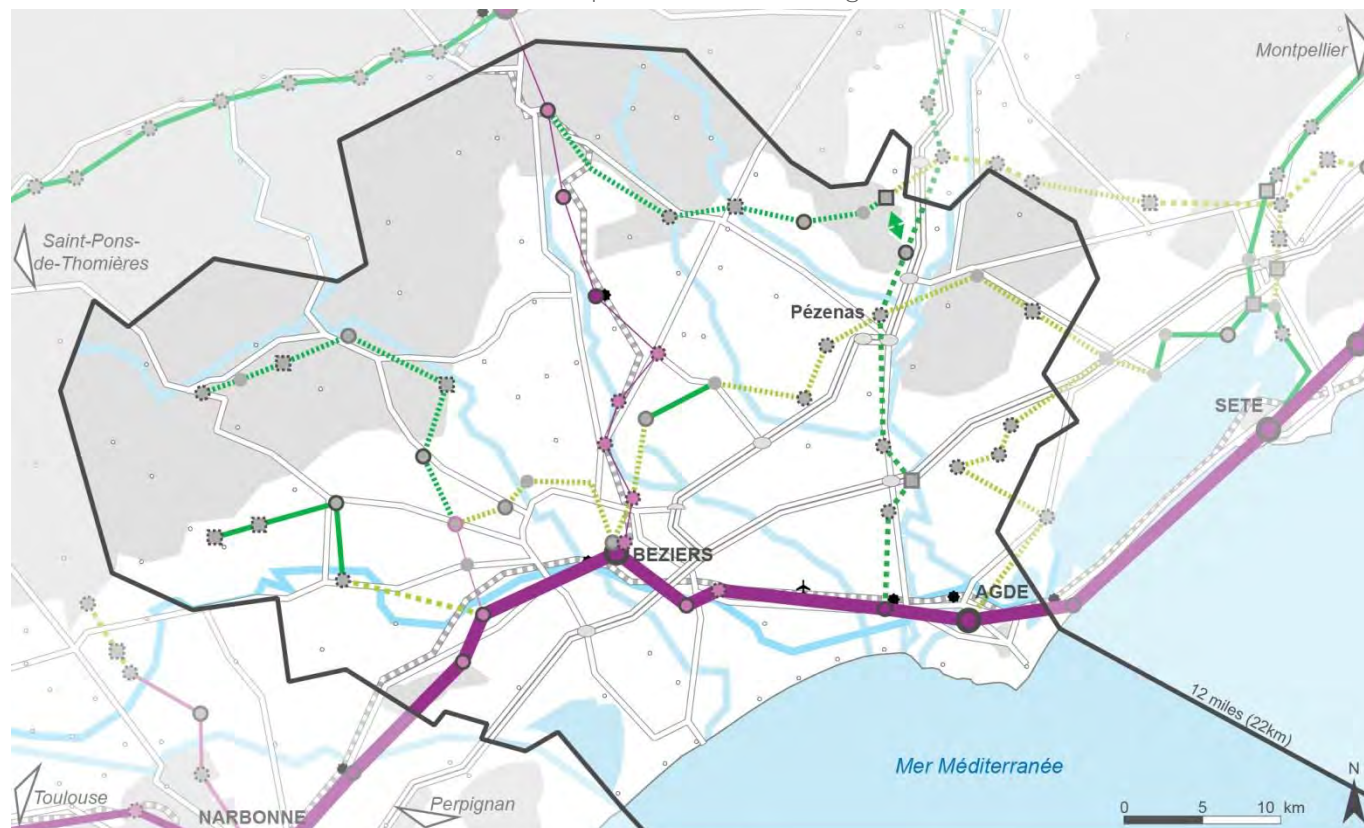 Montpellier
Saint-Pons-
de-Thomières
Pézenas
SETE
BEZIERS
AGDE
12 miles (22km)
Mer Méditerranée
Toulouse
NARBONNE
Perpignan
N
0 5 10 km